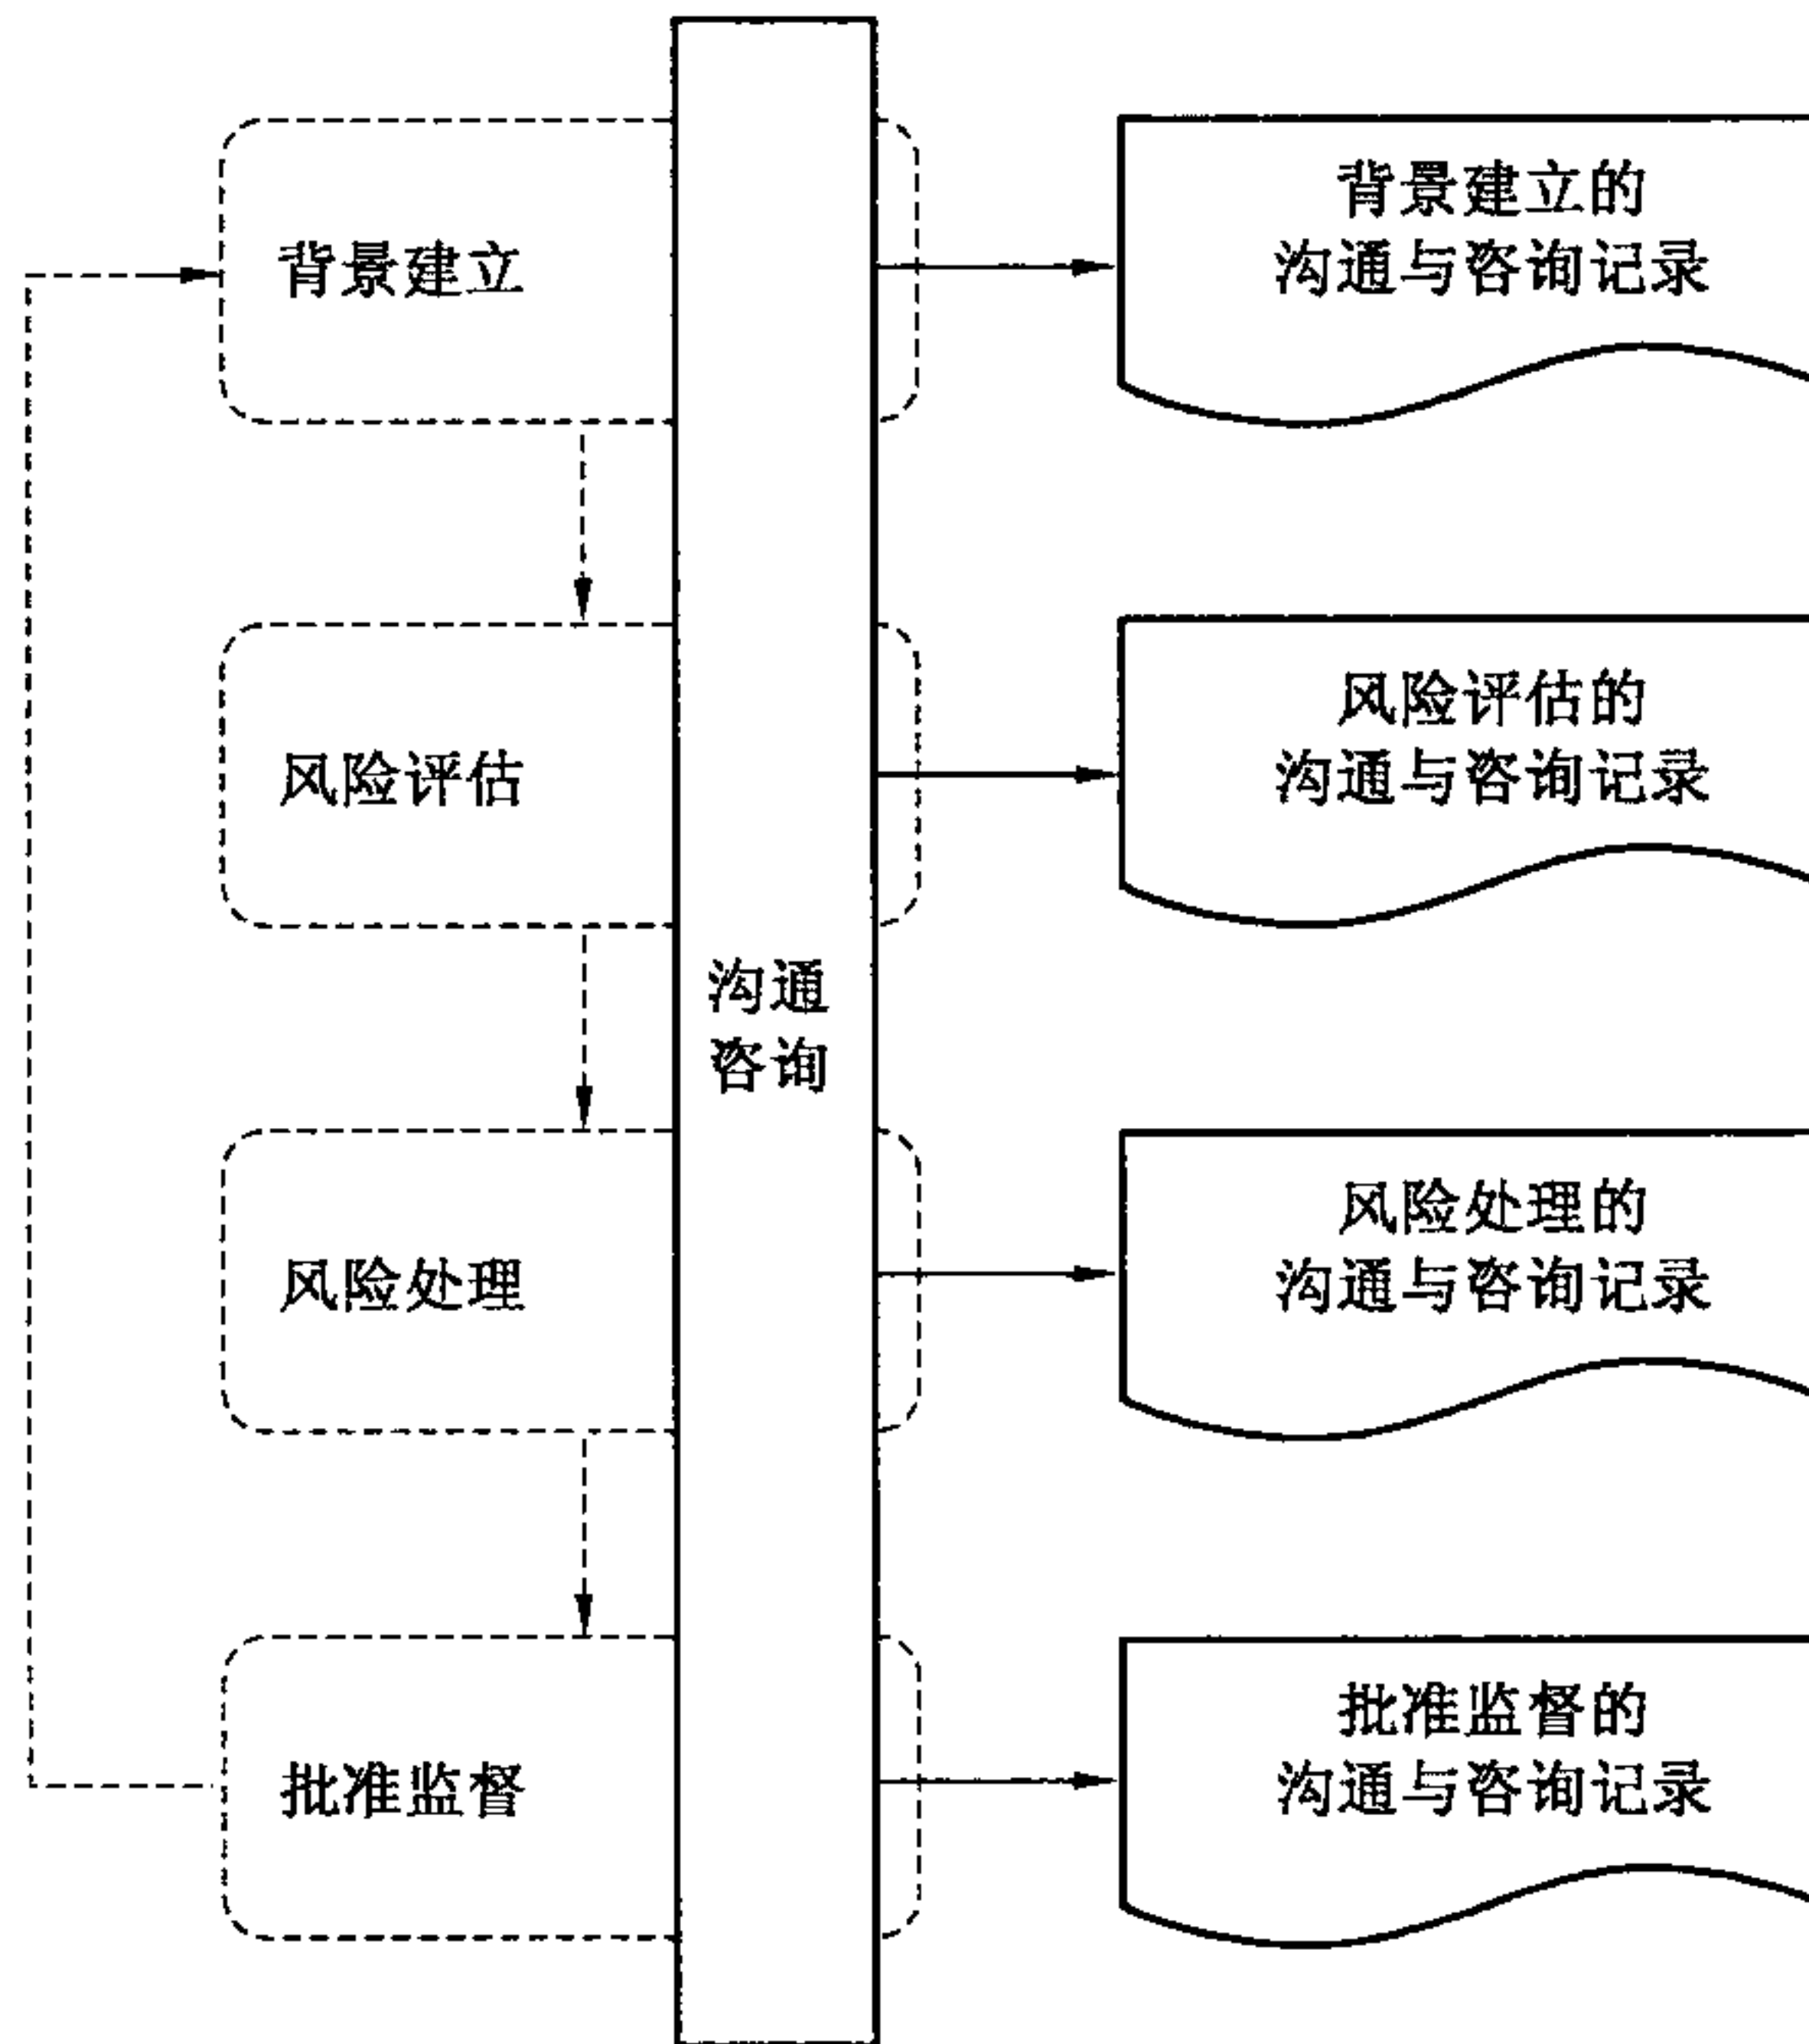 背景建立
背景建立的
沟通与咨询记录
风险评估
风险评估的
沟通与咨询记录
沟通
咨询
风险处理
风险处理的
沟通与咨询记录
批准监督
批准监督的
沟通与咨询记录